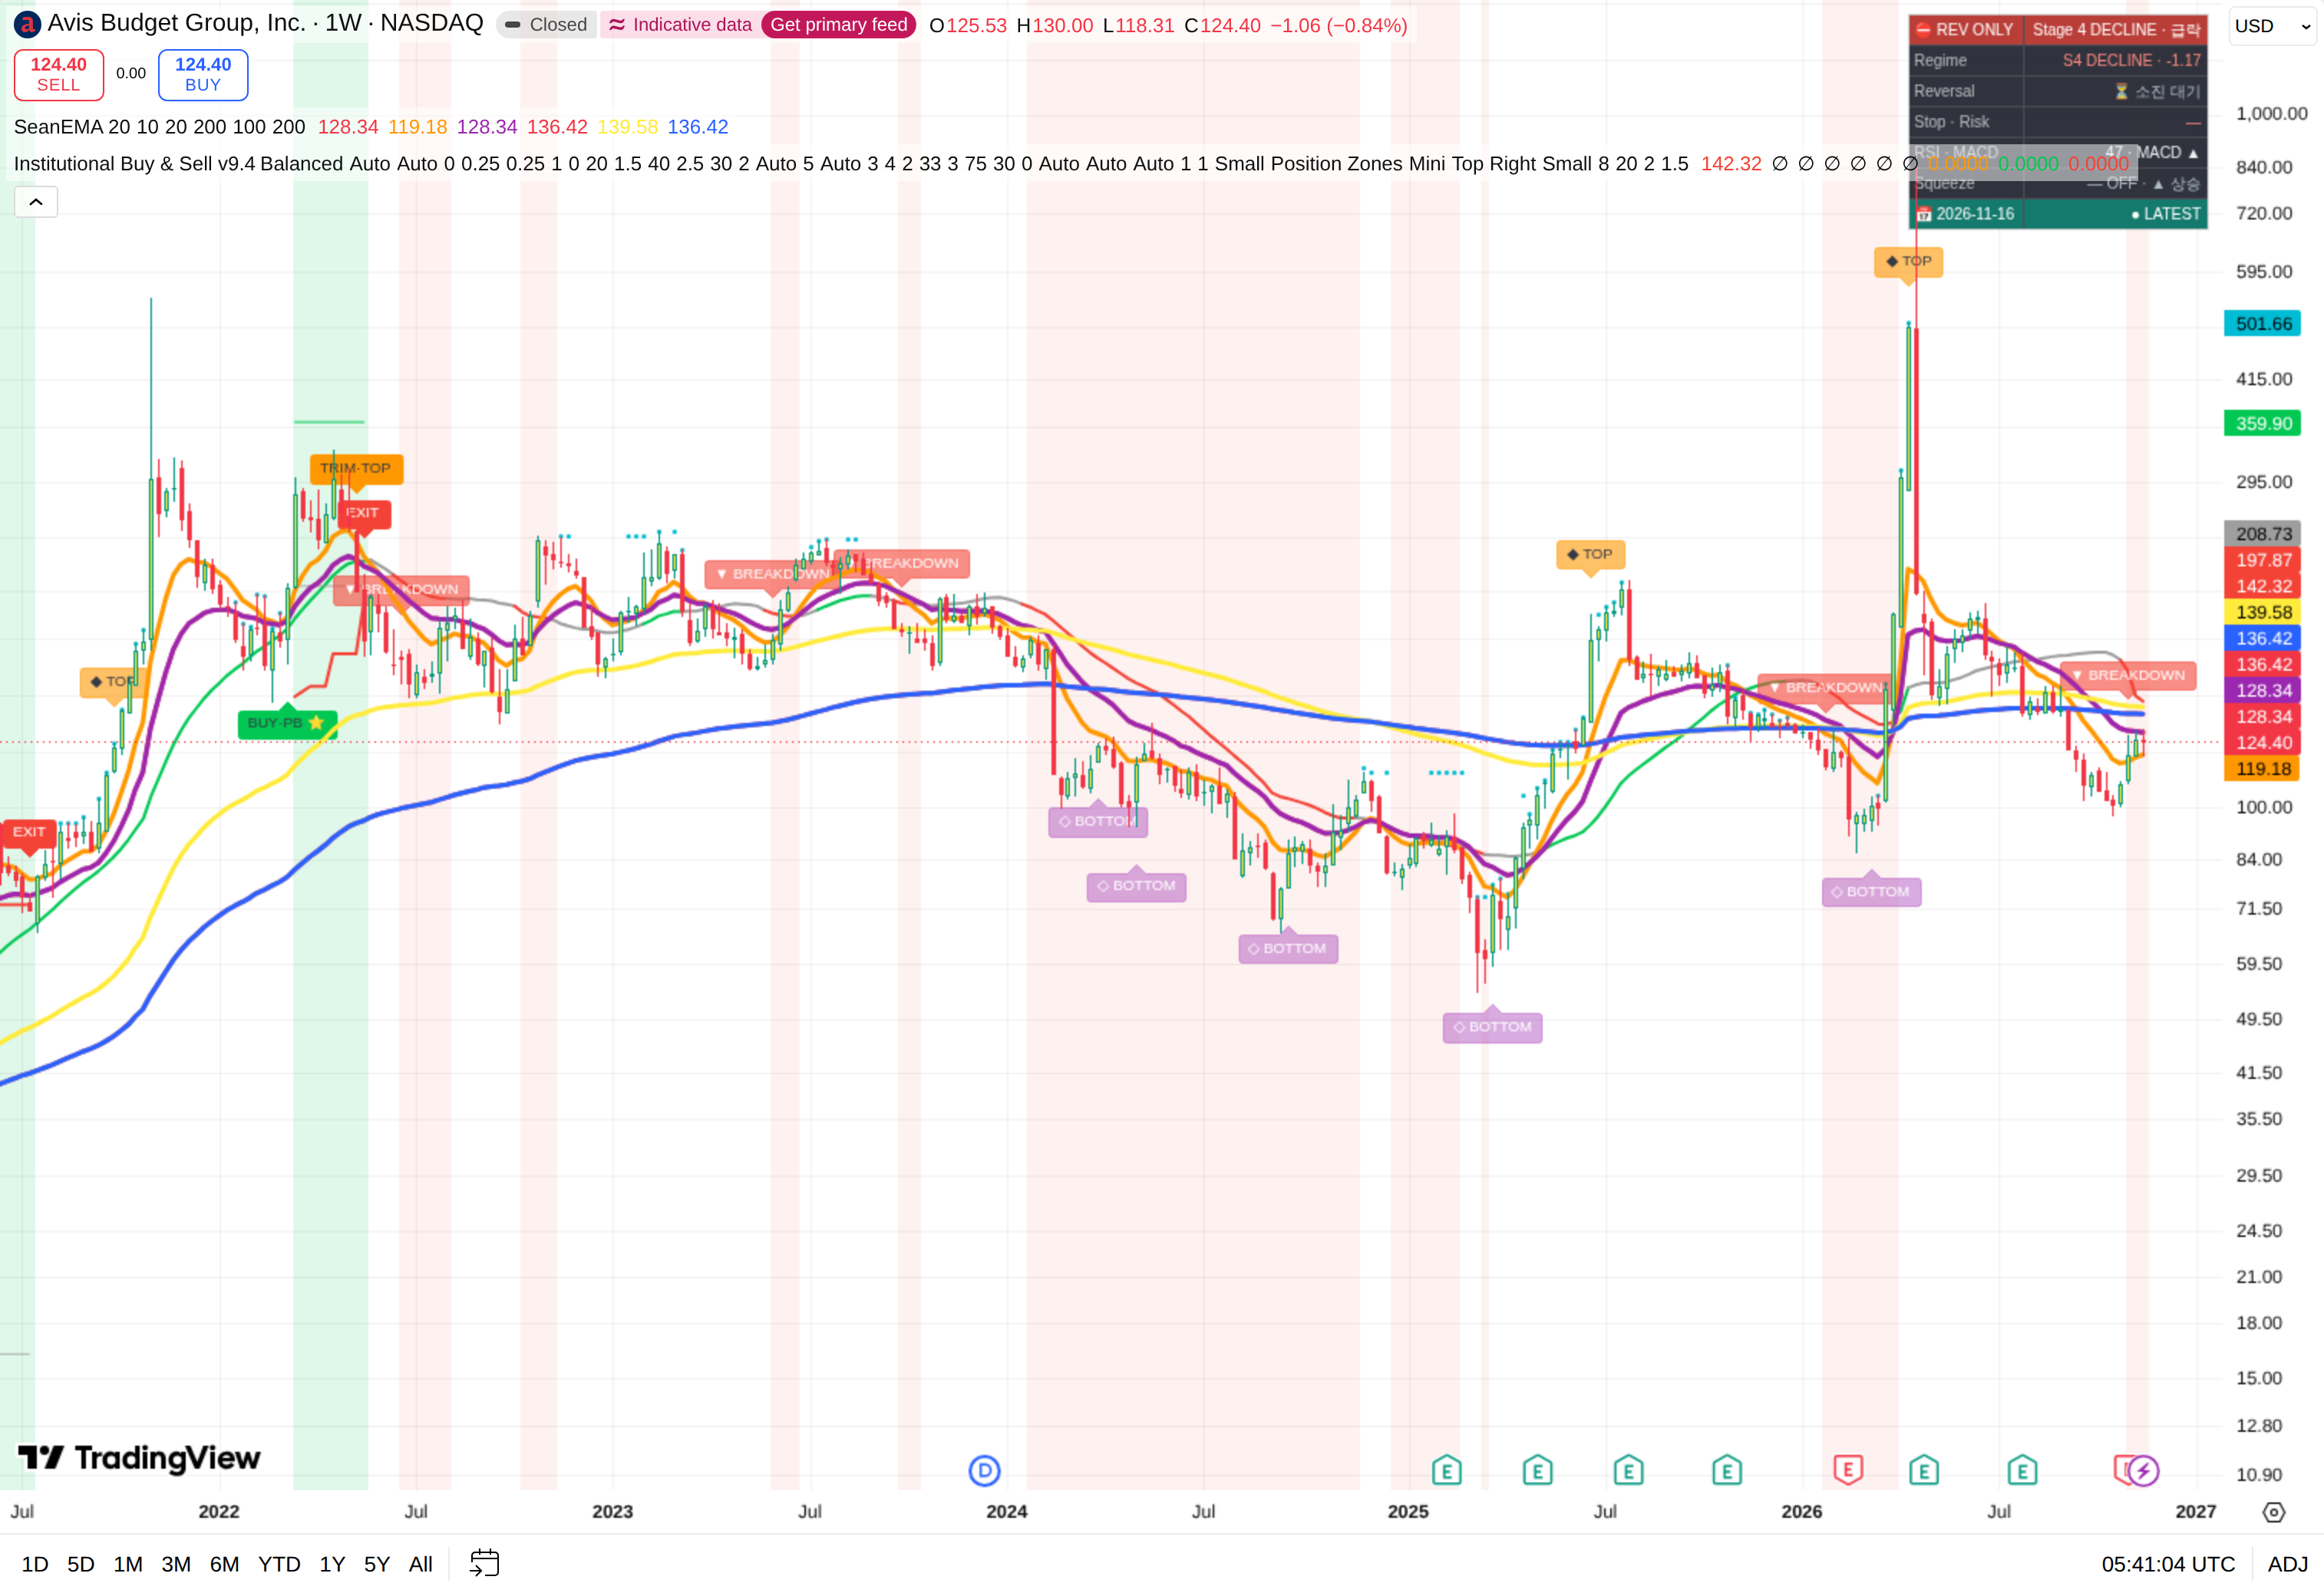 Avis Budget Group, Inc. · 1W · NASDAQ Closed Indicative data Get primary feed O125.53 H130.00 L118.31 C124.40 −1.06 (−0.84%)
124.40 SELL 0.00 124.40 BUY
SeanEMA 20 10 20 200 100 200 128.34 119.18 128.34 136.42 139.58 136.42
Institutional Buy & Sell v9.4 Balanced Auto Auto 0 0.25 0.25 1 0 20 1.5 40 2.5 30 2 Auto 5 Auto 3 4 2 33 3 75 30 0 Auto Auto Auto 1 1 Small Position Zones Mini Top Right Small 8 20 2 1.5 142.32 ∅ ∅ ∅ ∅ ∅ ∅ 0.0000 0.0000 0.0000
⛔ REV ONLY Stage 4 DECLINE · 급락
Regime S4 DECLINE · -1.17
Reversal ⏳ 소진 대기
Stop · Risk —
RSI · MACD 47 · MACD ▲
Squeeze — OFF · ▲ 상승
📅 2026-11-16 ● LATEST
USD
1,000.00
840.00
720.00
595.00
501.66
415.00
359.90
295.00
208.73
197.87
142.32
139.58
136.42
136.42
128.34
128.34
124.40
119.18
100.00
84.00
71.50
59.50
49.50
41.50
35.50
29.50
24.50
21.00
18.00
15.00
12.80
10.90
◆ TOP
TRIM·TOP
EXIT
▼ BREAKDOWN
◆ TOP
▼ BREAKDOWN
BREAKDOWN
◆ TOP
◆ TOP
▼ BREAKDOWN
▼ BREAKDOWN
BUY·PB ⭐
EXIT
◇ BOTTOM
◇ BOTTOM
◇ BOTTOM
◇ BOTTOM
◇ BOTTOM
TradingView
D E E E E E E E
Jul 2022 Jul 2023 Jul 2024 Jul 2025 Jul 2026 Jul 2027
1D 5D 1M 3M 6M YTD 1Y 5Y All 05:41:04 UTC ADJ